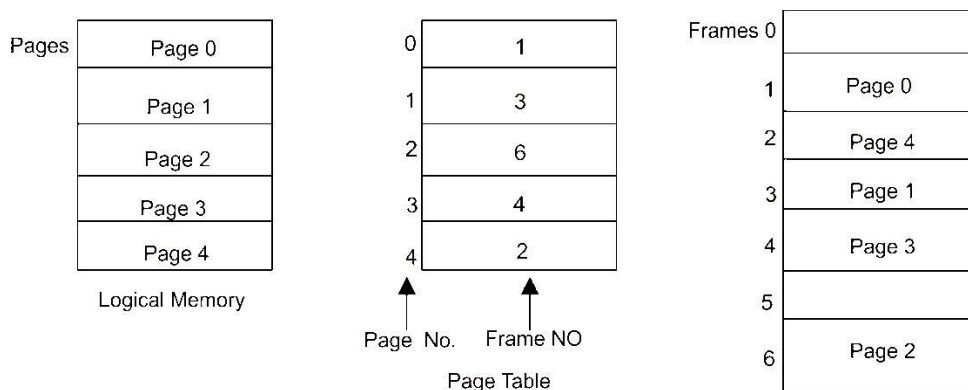 Pages
Page 0
Page 1
Page 2
Page 3
Page 4
Logical Memory
0 1
1 3
2 6
3 4
4 2
Page No. Frame NO
Page Table
Frames 0
1 Page 0
2 Page 4
3 Page 1
4 Page 3
5
6 Page 2